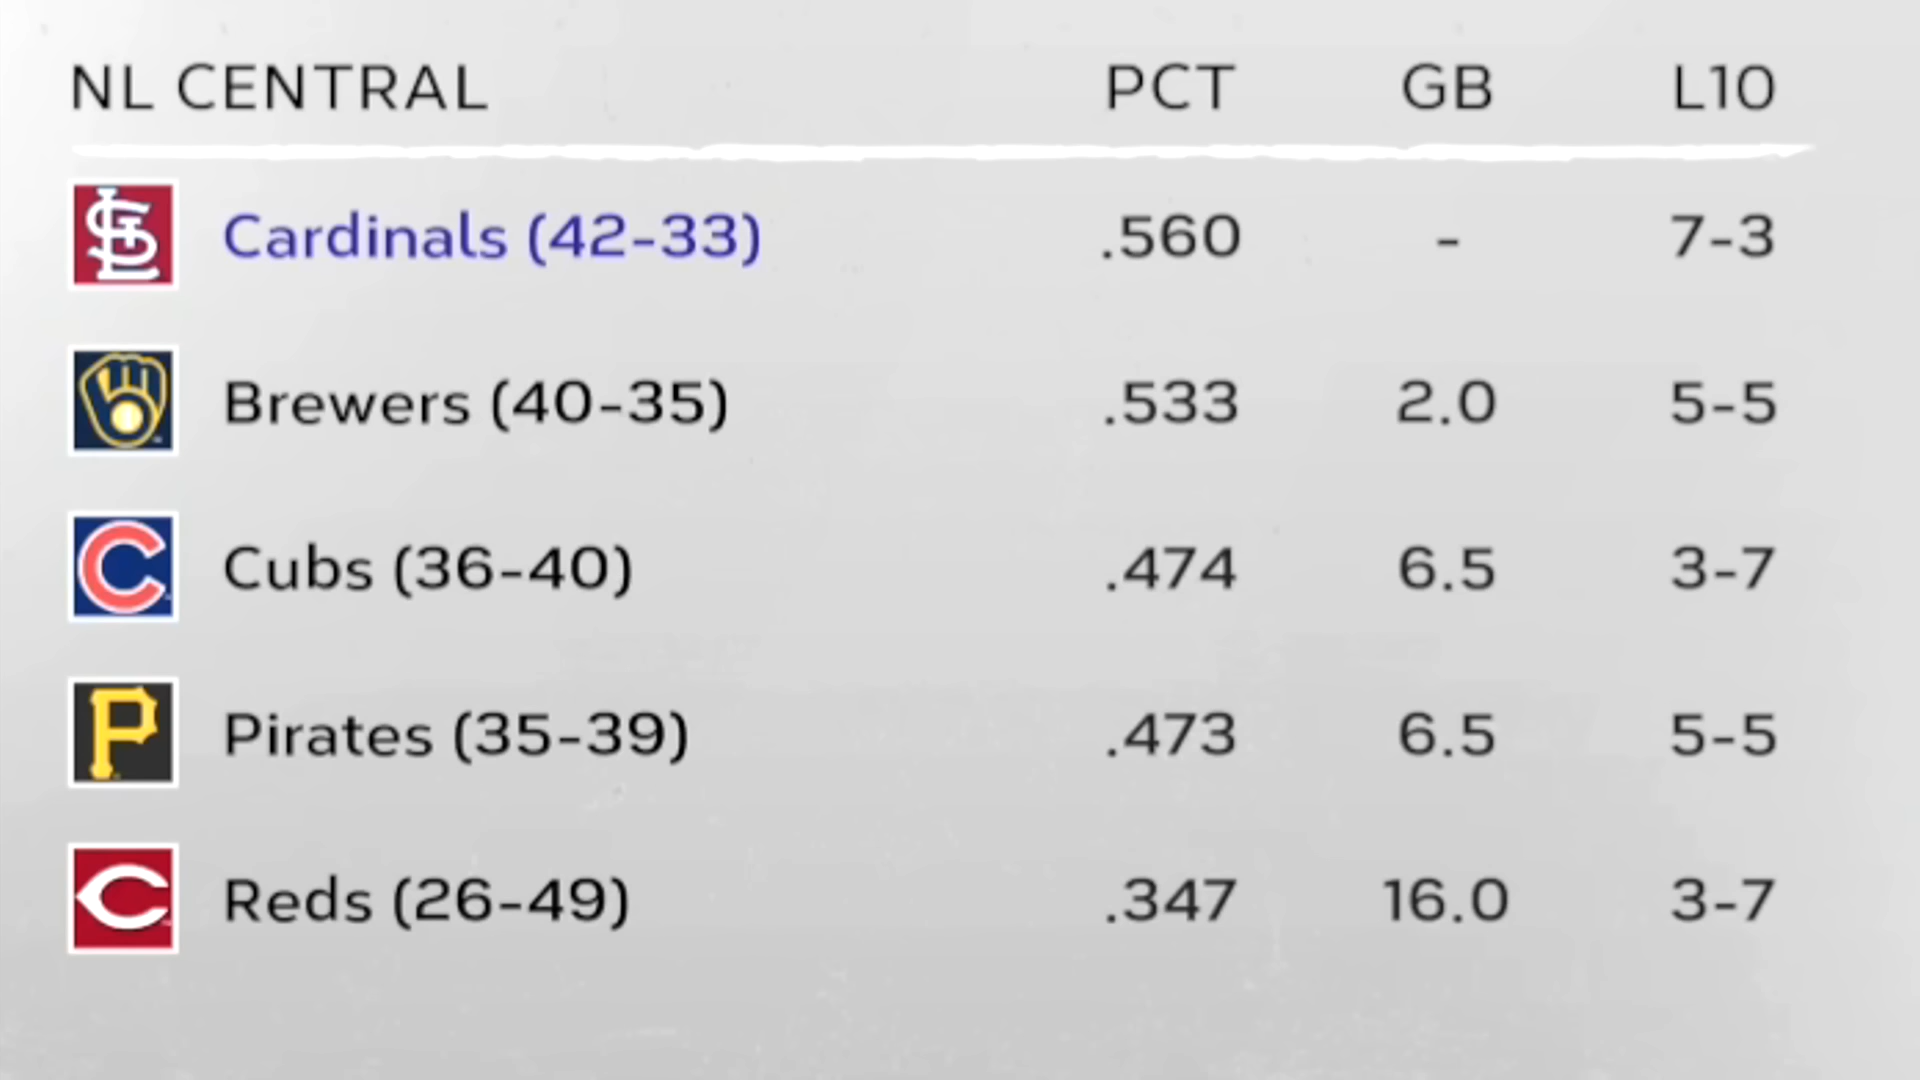 NL CENTRAL PCT GB L10
Cardinals (42-33) .560 - 7-3
Brewers (40-35) .533 2.0 5-5
Cubs (36-40) .474 6.5 3-7
Pirates (35-39) .473 6.5 5-5
Reds (26-49) .347 16.0 3-7